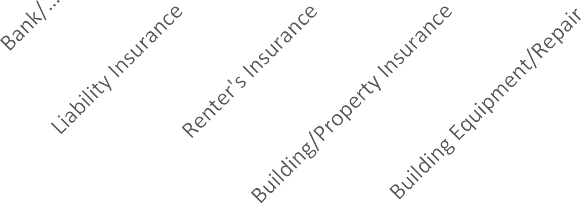 Bank/...
Liability Insurance
Renter's Insurance
Building/Property Insurance
Building Equipment/Repair